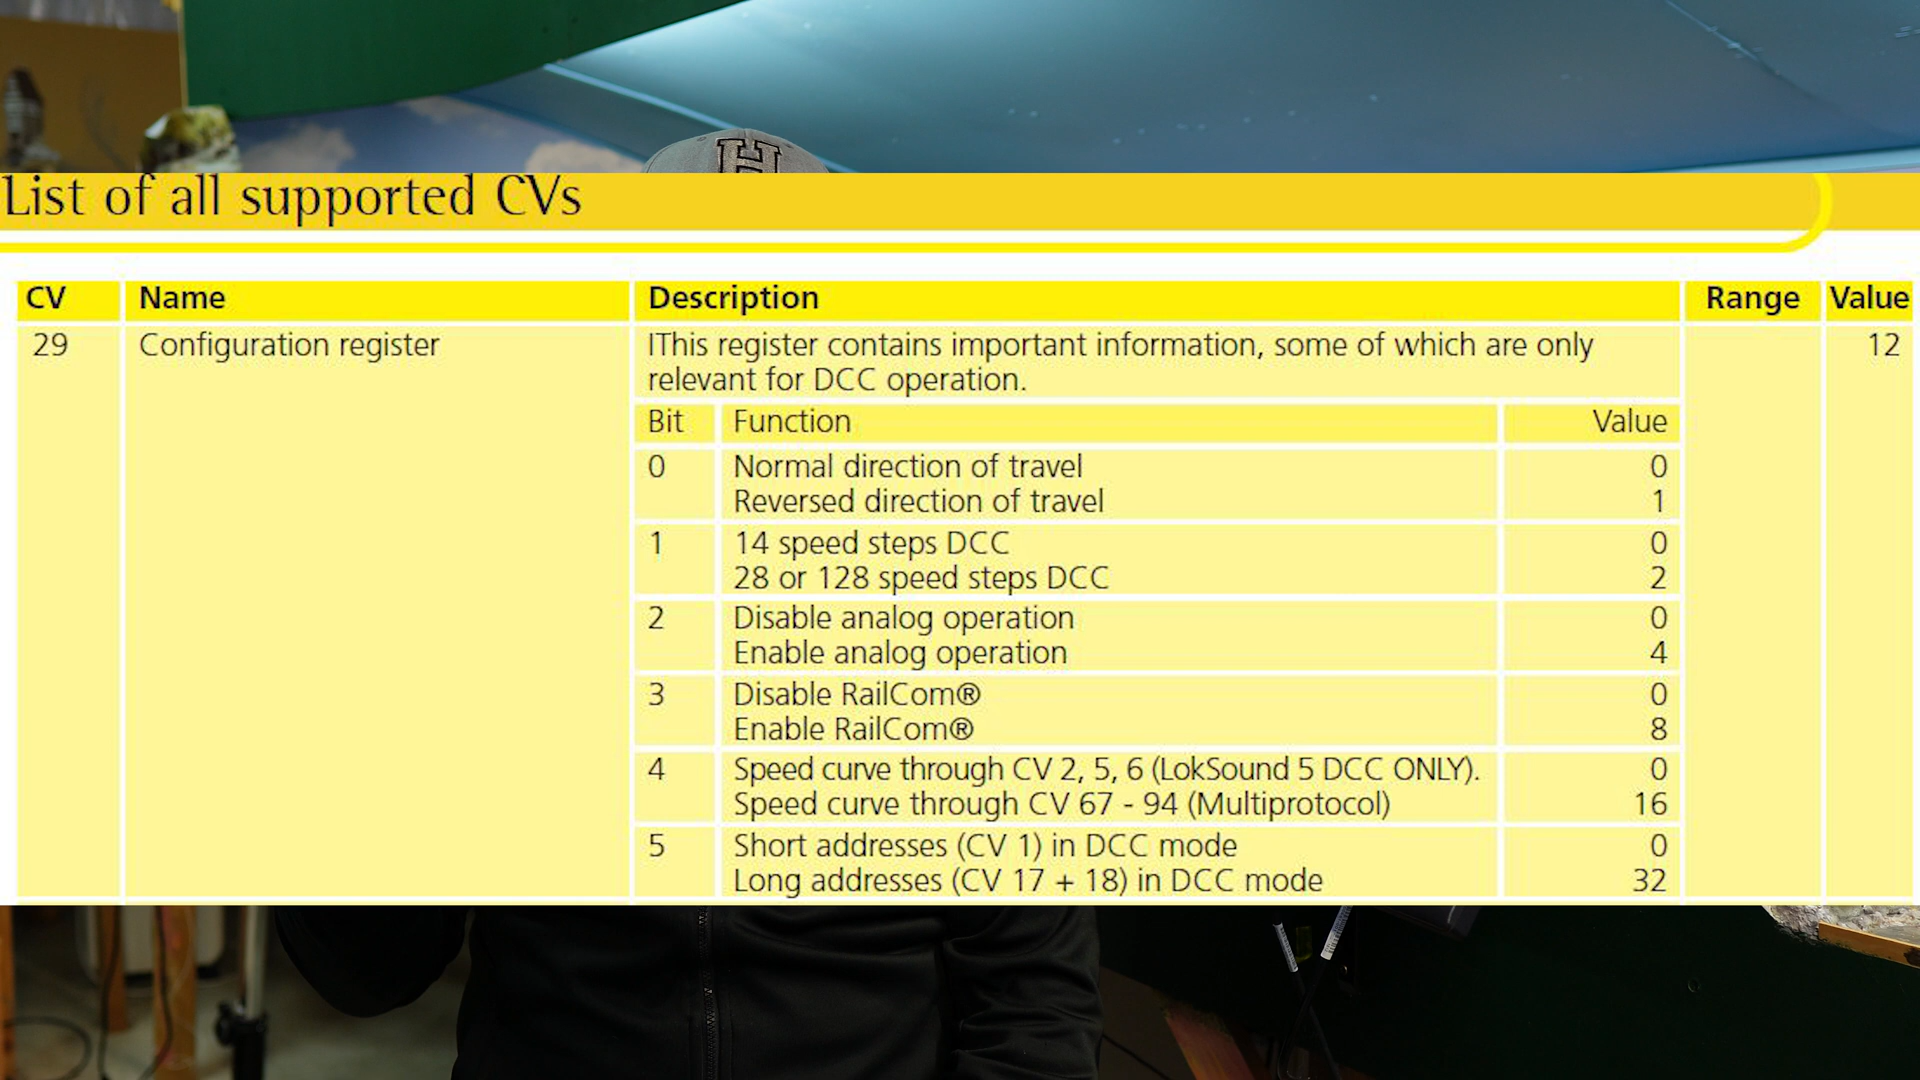 H
List of all supported CVs
CV Name Description Range Value
29 Configuration register IThis register contains important information, some of which are only 12
relevant for DCC operation.
Bit Function Value
0 Normal direction of travel 0
Reversed direction of travel 1
1 14 speed steps DCC 0
28 or 128 speed steps DCC 2
2 Disable analog operation 0
Enable analog operation 4
3 Disable RailCom® 0
Enable RailCom® 8
4 Speed curve through CV 2, 5, 6 (LokSound 5 DCC ONLY). 0
Speed curve through CV 67 - 94 (Multiprotocol) 16
5 Short addresses (CV 1) in DCC mode 0
Long addresses (CV 17 + 18) in DCC mode 32